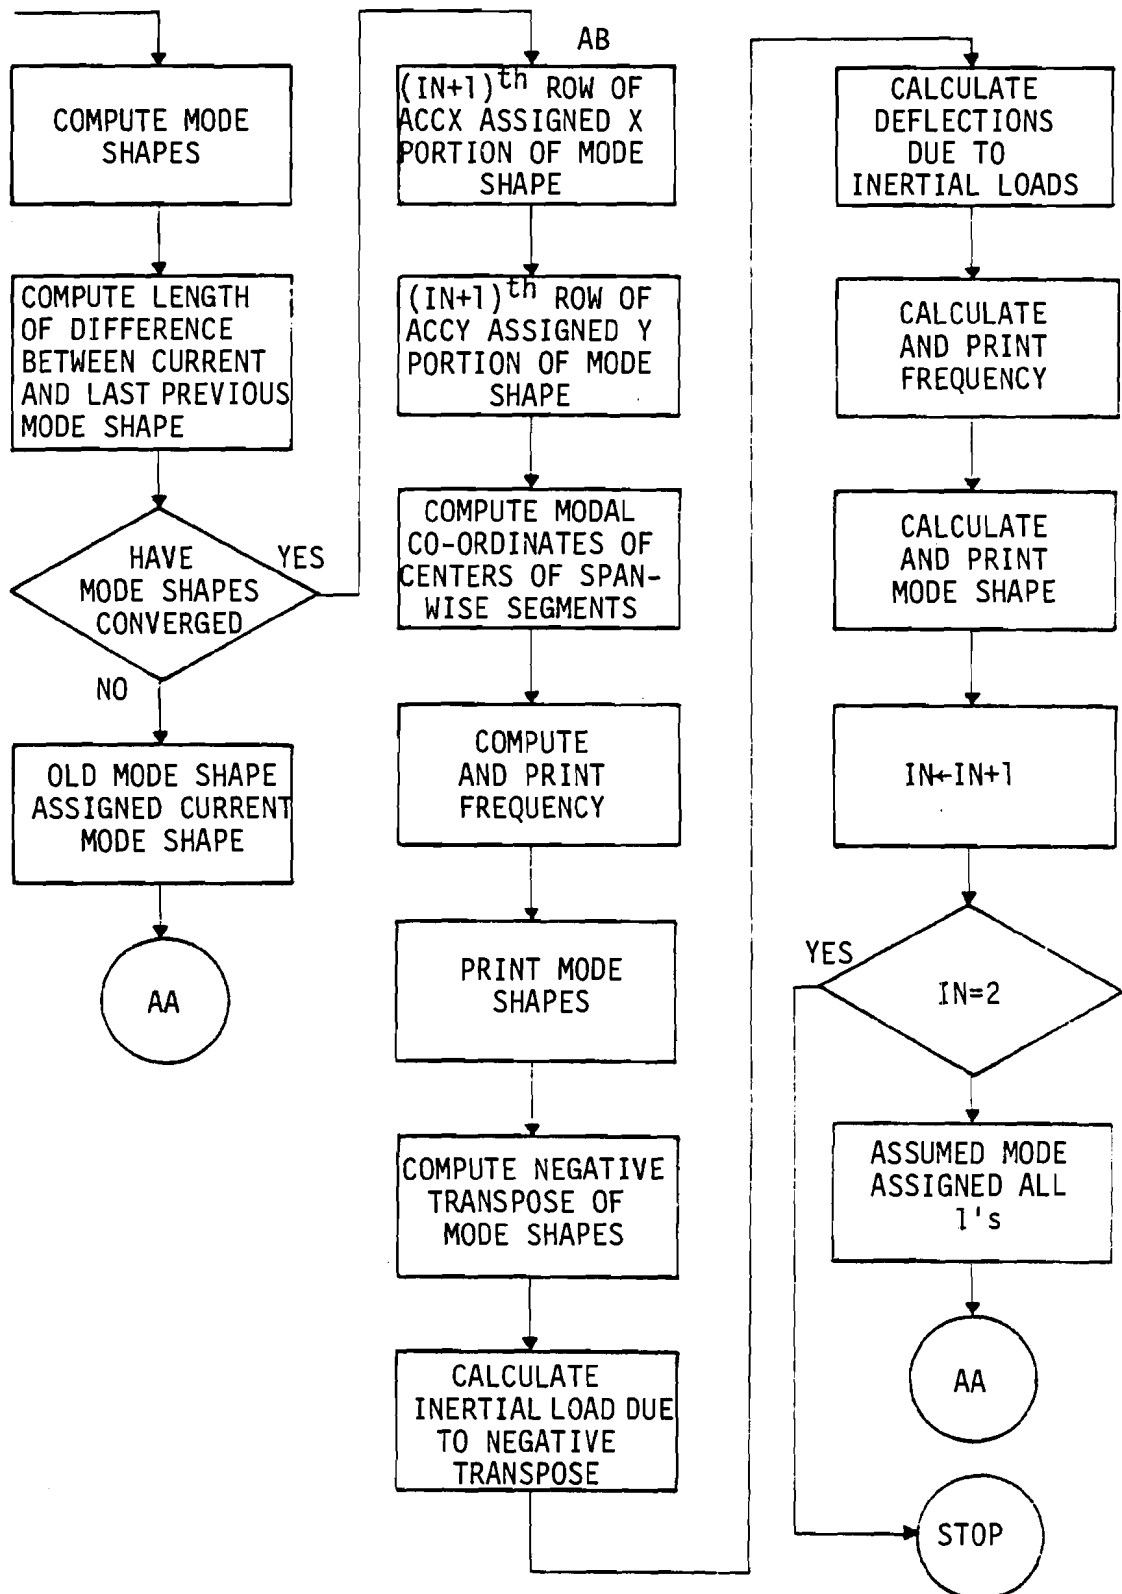 COMPUTE MODE
SHAPES
COMPUTE LENGTH
OF DIFFERENCE
BETWEEN CURRENT
AND LAST PREVIOUS
MODE SHAPE
HAVE
MODE SHAPES
CONVERGED
YES
NO
OLD MODE SHAPE
ASSIGNED CURRENT
MODE SHAPE
AA
AB
(IN+1)th ROW OF
ACCX ASSIGNED X
PORTION OF MODE
SHAPE
(IN+1)th ROW OF
ACCY ASSIGNED Y
PORTION OF MODE
SHAPE
COMPUTE MODAL
CO-ORDINATES OF
CENTERS OF SPAN-
WISE SEGMENTS
COMPUTE
AND PRINT
FREQUENCY
PRINT MODE
SHAPES
COMPUTE NEGATIVE
TRANSPOSE OF
MODE SHAPES
CALCULATE
INERTIAL LOAD DUE
TO NEGATIVE
TRANSPOSE
CALCULATE
DEFLECTIONS
DUE TO
INERTIAL LOADS
CALCULATE
AND PRINT
FREQUENCY
CALCULATE
AND PRINT
MODE SHAPE
IN←IN+1
YES
IN=2
ASSUMED MODE
ASSIGNED ALL
1's
AA
STOP